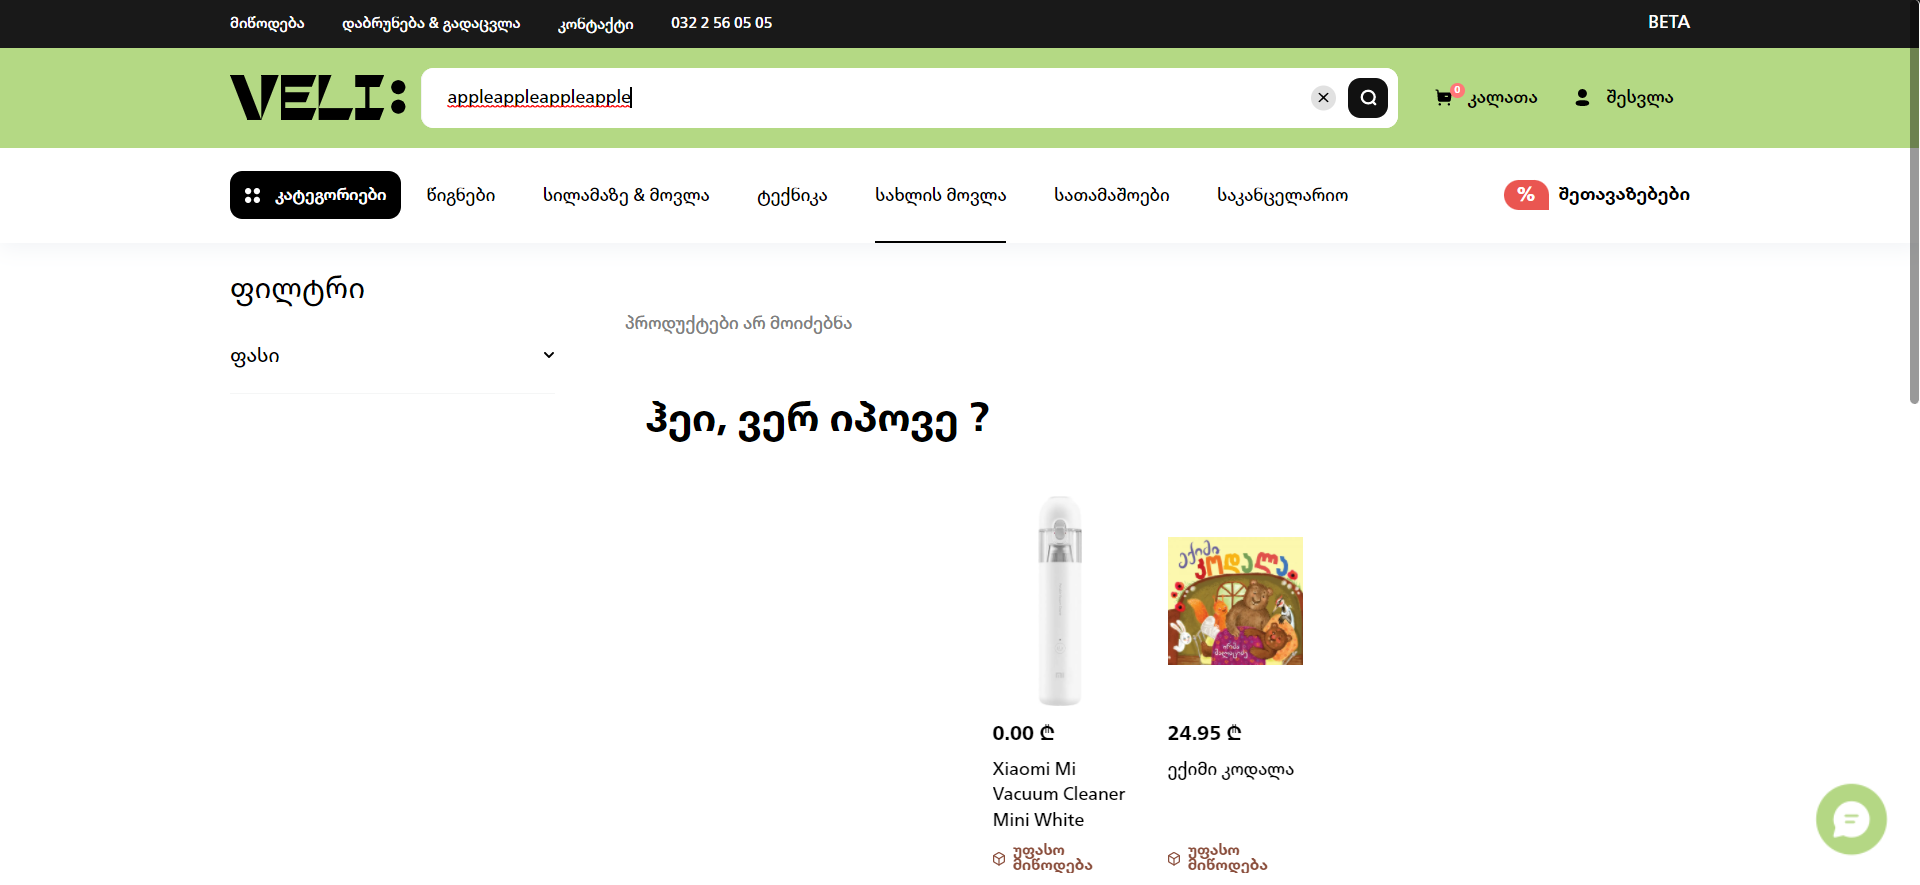 მიწოდება დაბრუნება & გადაცვლა კონტაქტი 032 2 56 05 05 BETA
VELI: appleappleappleapple 0 კალათა შესვლა
კატეგორიები წიგნები სილამაზე & მოვლა ტექნიკა სახლის მოვლა სათამაშოები საკანცელარიო % შეთავაზებები
ფილტრი
პროდუქტები არ მოიძებნა
ფასი
ჰეი, ვერ იპოვე ?
ექიმი
კოდალა
0.00 ₾
Xiaomi Mi
Vacuum Cleaner
Mini White
უფასო
მიწოდება
24.95 ₾
ექიმი კოდალა
უფასო
მიწოდება